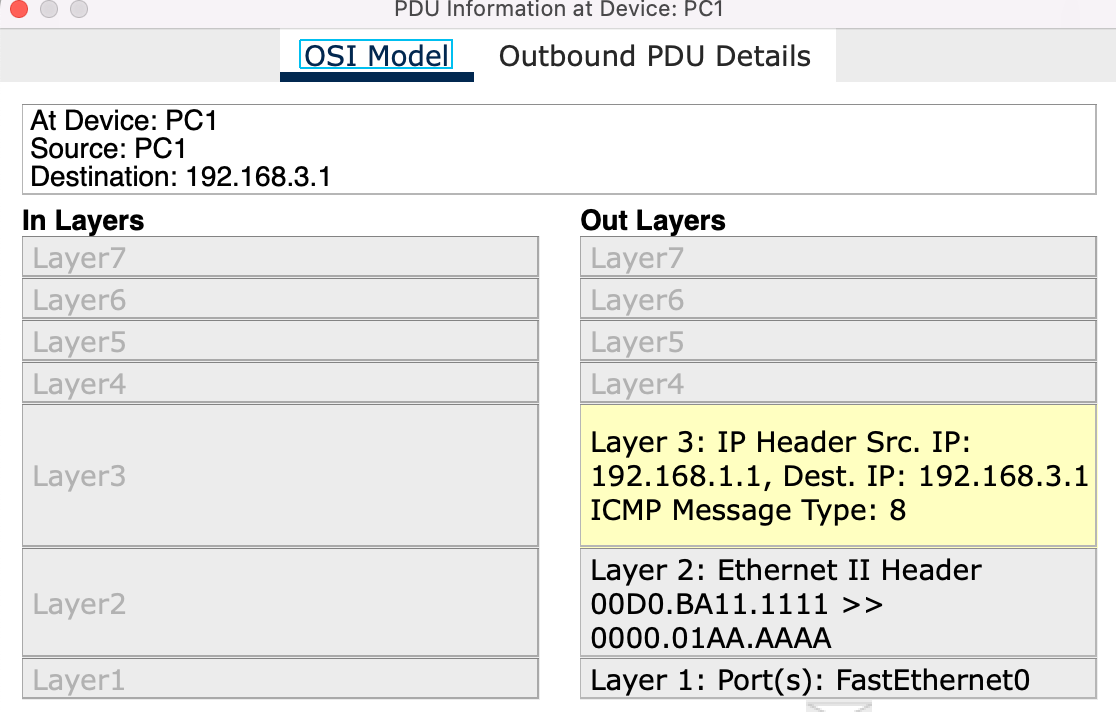 PDU Information at Device: PC1
OSI Model
Outbound PDU Details
At Device: PC1
Source: PC1
Destination: 192.168.3.1
In Layers
Layer7
Layer6
Layer5
Layer4
Layer3
Layer2
Layer1
Out Layers
Layer7
Layer6
Layer5
Layer4
Layer 3: IP Header Src. IP:
192.168.1.1, Dest. IP: 192.168.3.1
ICMP Message Type: 8
Layer 2: Ethernet II Header
00D0.BA11.1111 >>
0000.01AA.AAAA
Layer 1: Port(s): FastEthernet0